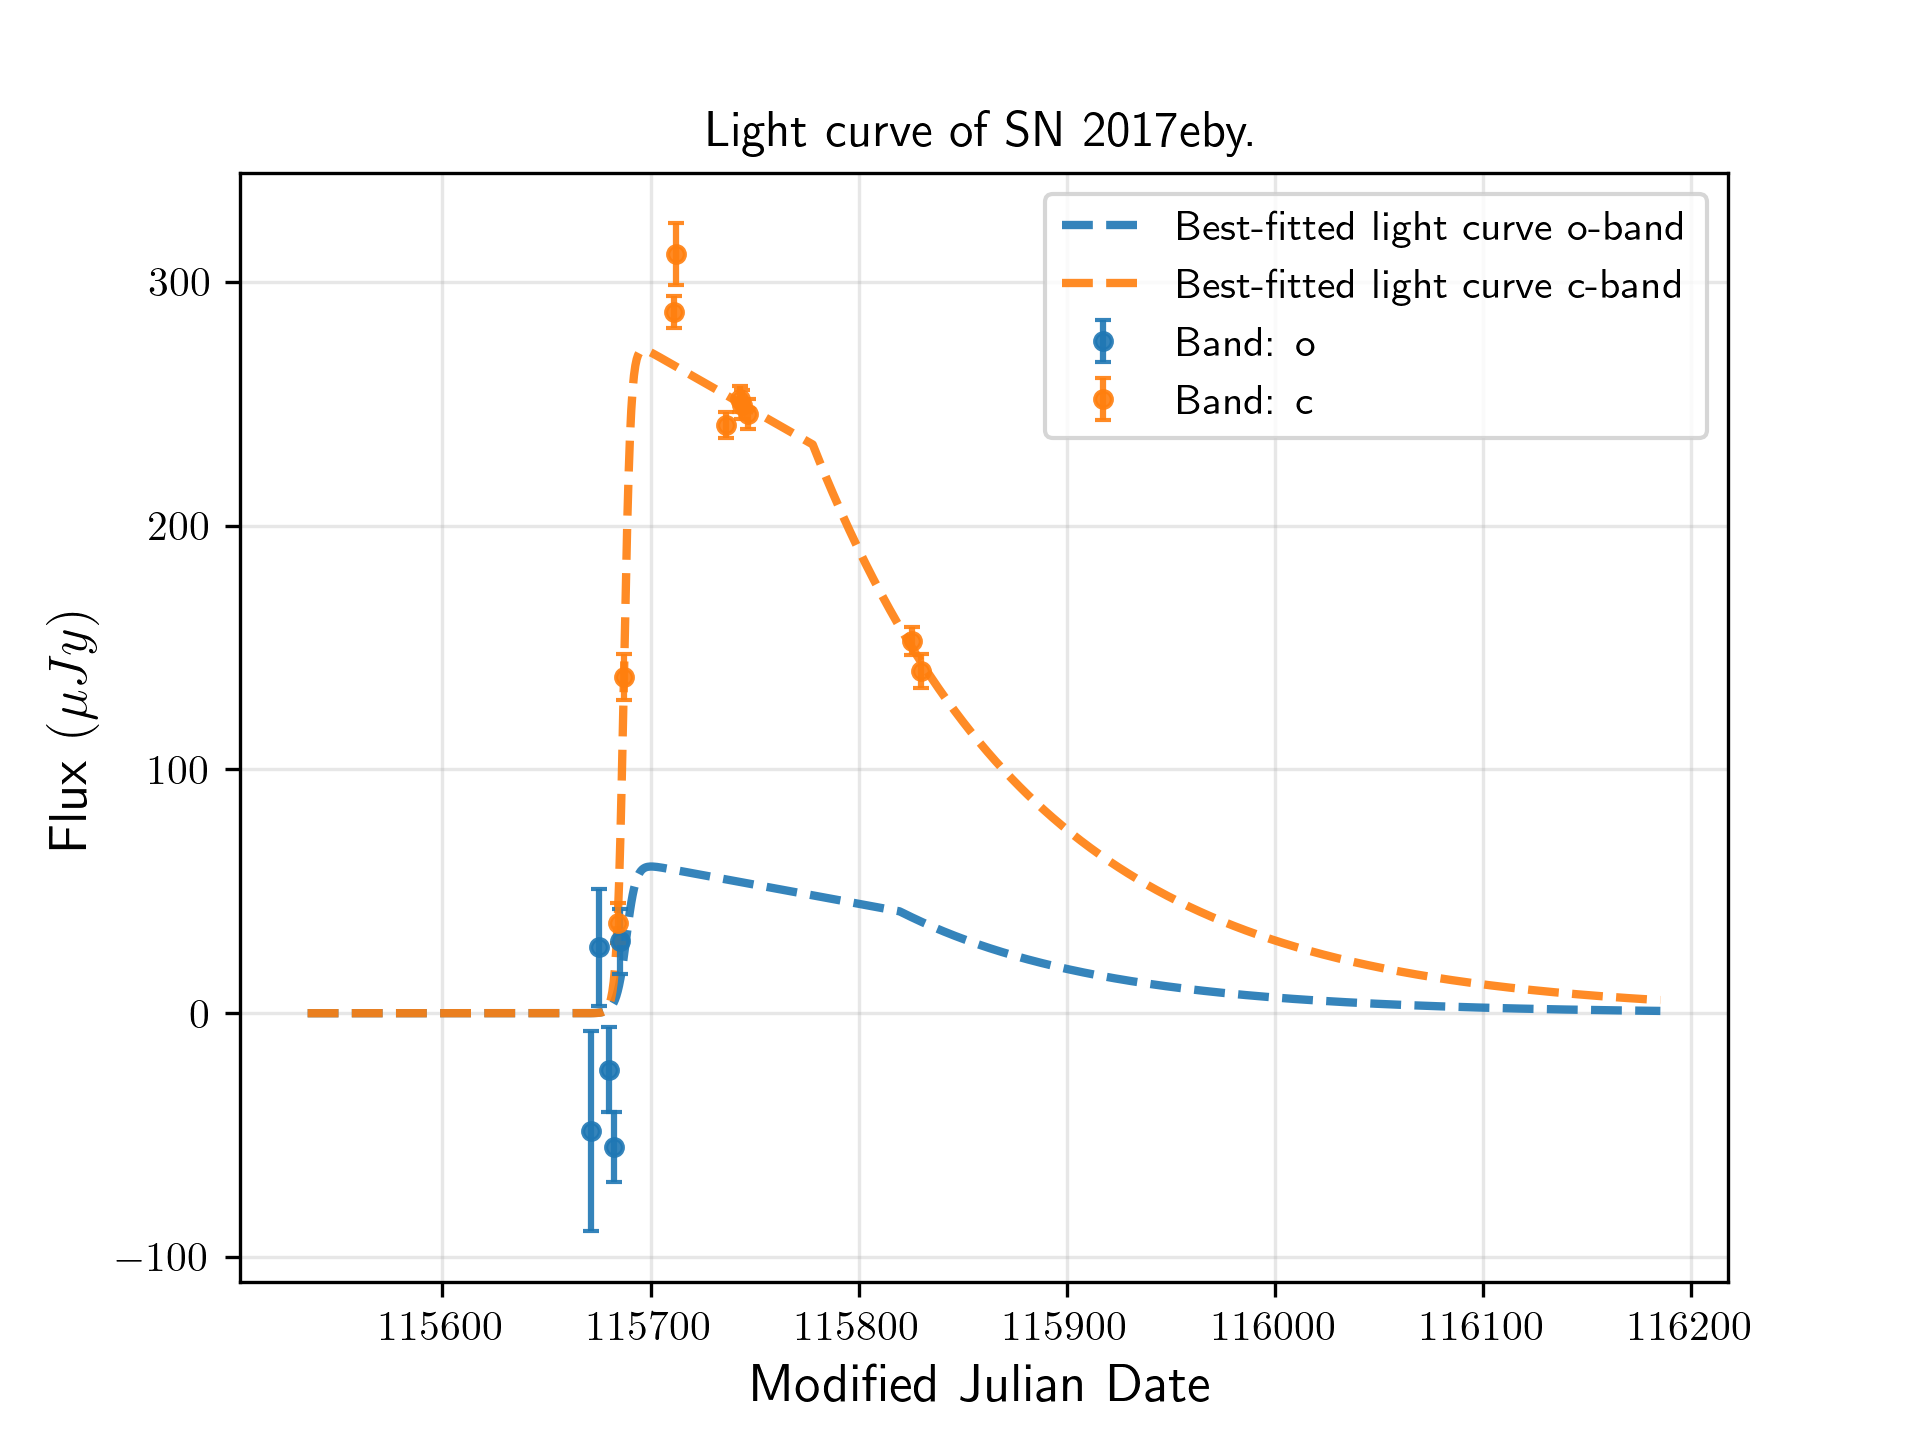 Light curve of SN 2017eby.
Best-fitted light curve o-band
Best-fitted light curve c-band
Band: o
Band: c
300
200
100
0
−100
Flux (μJy)
115600 115700 115800 115900 116000 116100 116200
Modified Julian Date